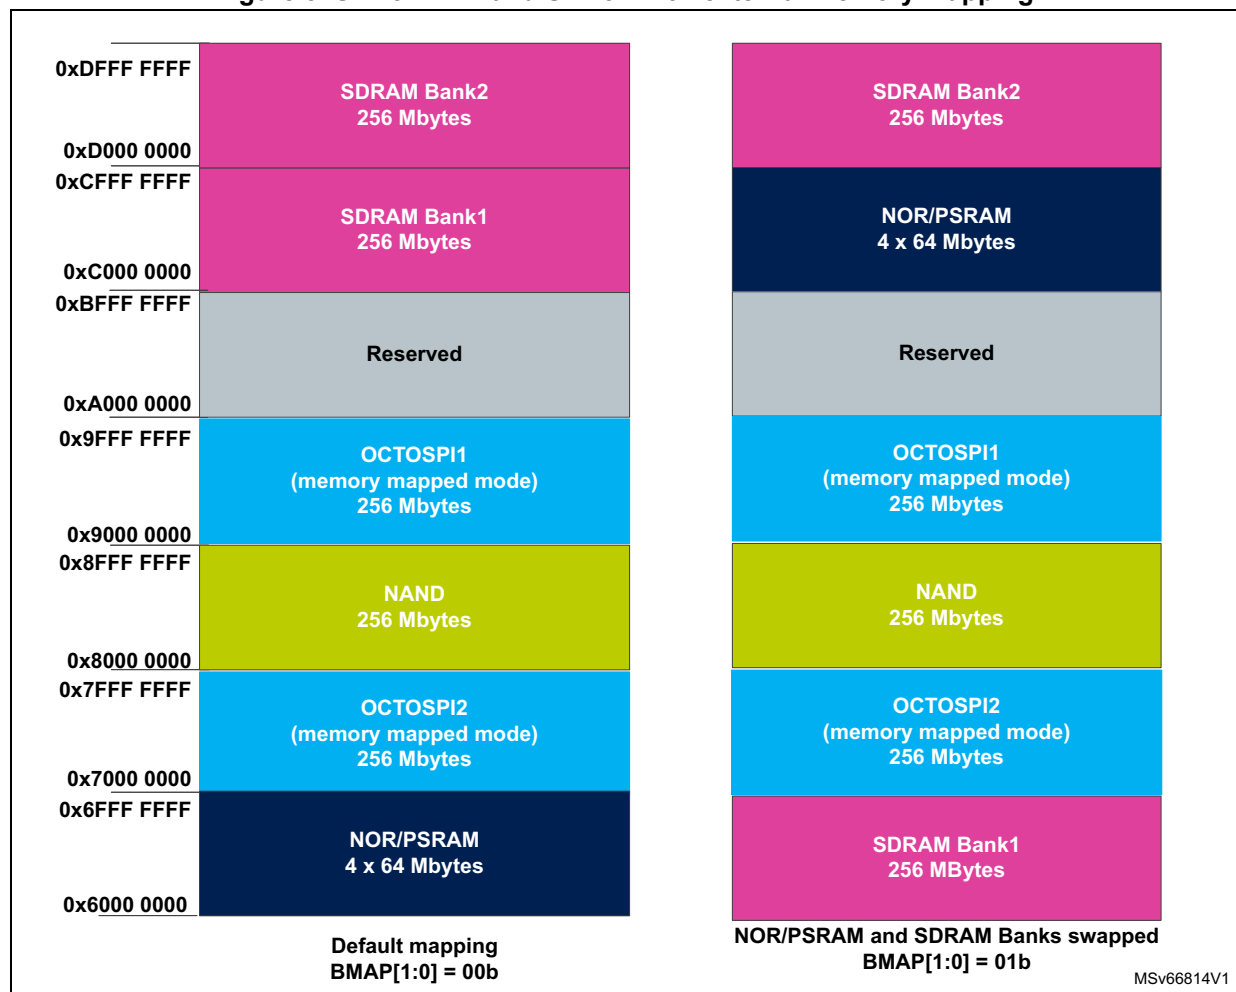 0xDFFF FFFF
SDRAM Bank2
256 Mbytes
0xD000 0000
0xCFFF FFFF
SDRAM Bank1
256 Mbytes
0xC000 0000
0xBFFF FFFF
Reserved
0xA000 0000
0x9FFF FFFF
OCTOSPI1
(memory mapped mode)
256 Mbytes
0x9000 0000
0x8FFF FFFF
NAND
256 Mbytes
0x8000 0000
0x7FFF FFFF
OCTOSPI2
(memory mapped mode)
256 Mbytes
0x7000 0000
0x6FFF FFFF
NOR/PSRAM
4 x 64 Mbytes
0x6000 0000
Default mapping
BMAP[1:0] = 00b
SDRAM Bank2
256 Mbytes
NOR/PSRAM
4 x 64 Mbytes
Reserved
OCTOSPI1
(memory mapped mode)
256 Mbytes
NAND
256 Mbytes
OCTOSPI2
(memory mapped mode)
256 Mbytes
SDRAM Bank1
256 MBytes
NOR/PSRAM and SDRAM Banks swapped
BMAP[1:0] = 01b
MSv66814V1